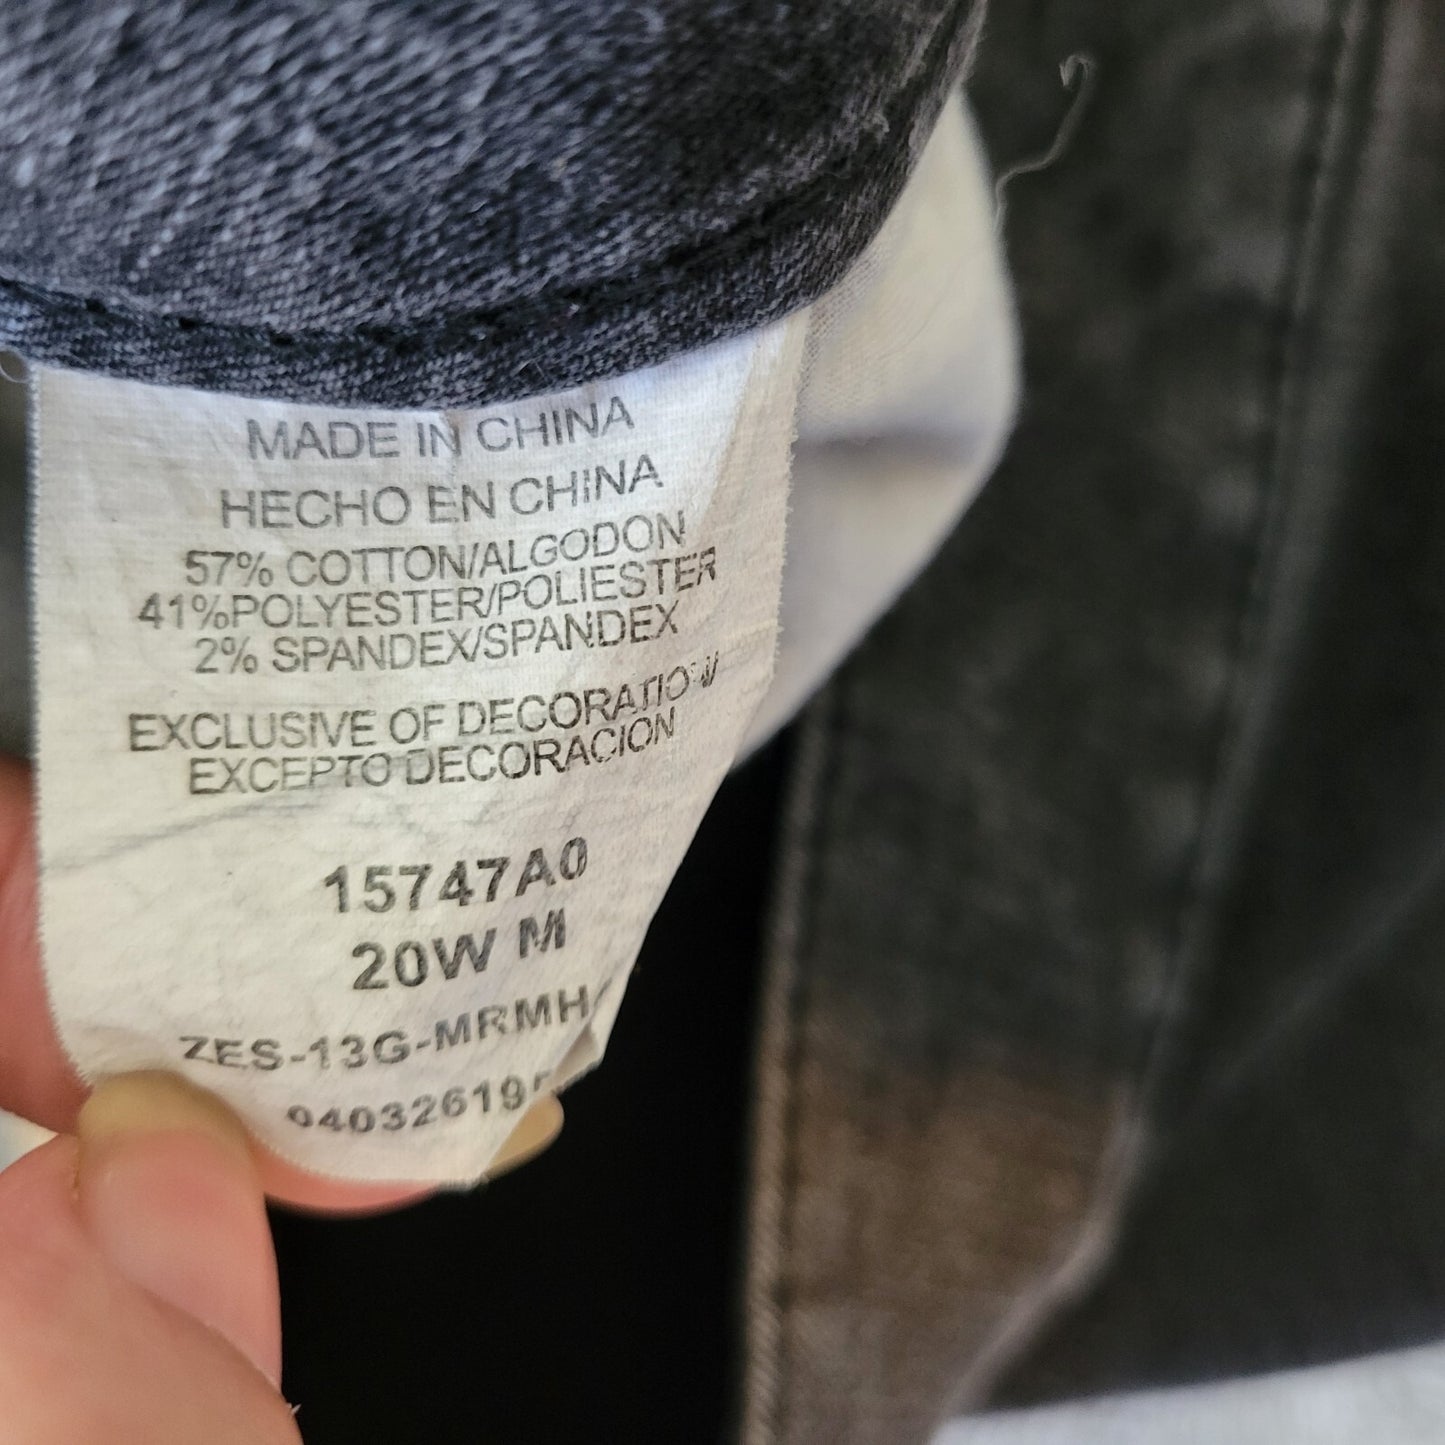 MADE IN CHINA
HECHO EN CHINA
57% COTTON/ALGODON
41%POLYESTER/POLIESTER
2% SPANDEX/SPANDEX
EXCLUSIVE OF DECORATION
EXCEPTO DECORACION
15747A0
20W M
ZES-13G-MRMH